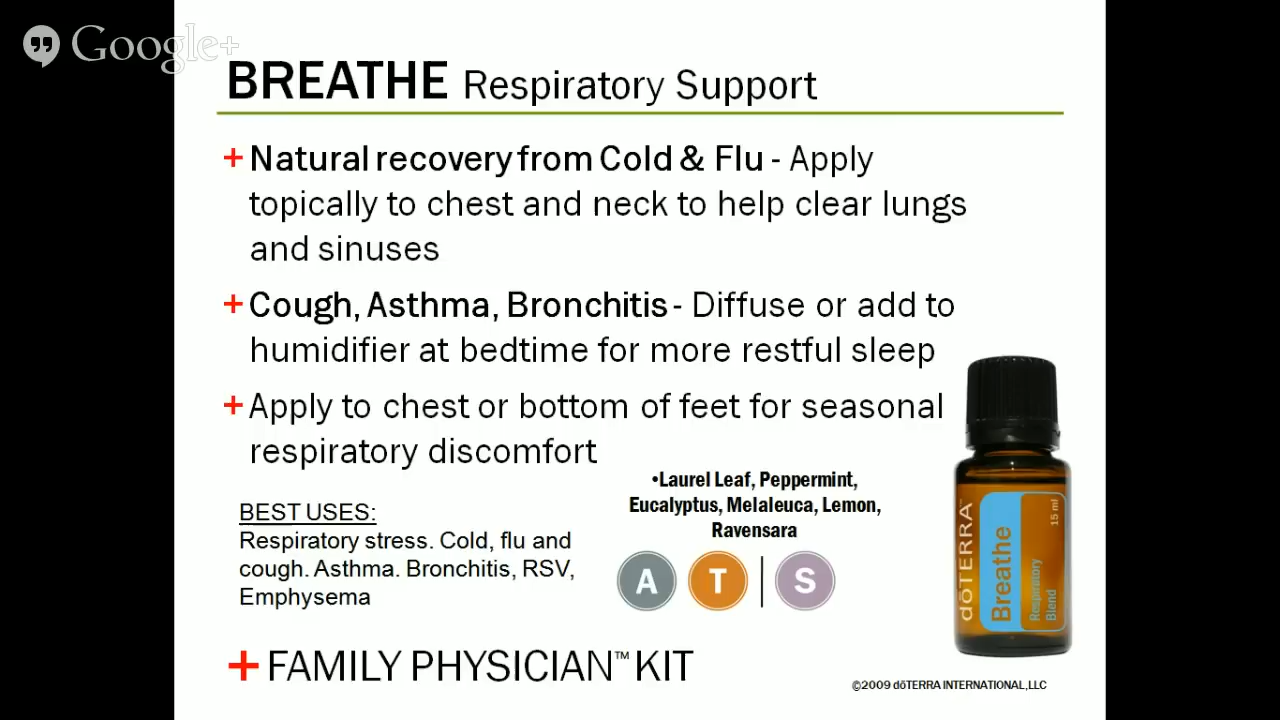 Google+
BREATHE Respiratory Support
+ Natural recovery from Cold & Flu - Apply
topically to chest and neck to help clear lungs
and sinuses
+ Cough, Asthma, Bronchitis - Diffuse or add to
humidifier at bedtime for more restful sleep
+ Apply to chest or bottom of feet for seasonal
respiratory discomfort
•Laurel Leaf, Peppermint,
Eucalyptus, Melaleuca, Lemon,
Ravensara
BEST USES:
Respiratory stress. Cold, flu and
cough. Asthma. Bronchitis, RSV,
Emphysema
A T | S
dōTERRA™
Breathe
Respiratory
Blend
15 ml
+ FAMILY PHYSICIAN™ KIT
©2009 dōTERRA INTERNATIONAL,LLC